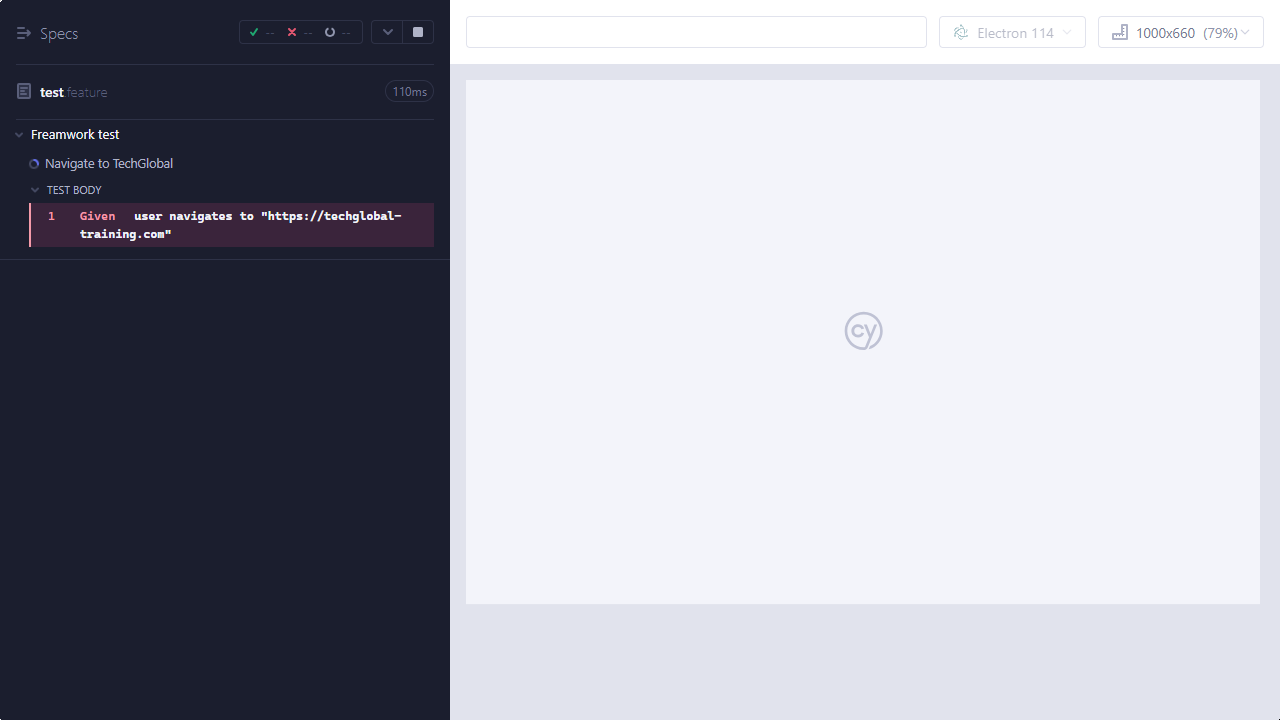 Specs
-- -- --
Electron 114
1000x660 (79%)
test.feature
110ms
Freamwork test
Navigate to TechGlobal
TEST BODY
1 Given user navigates to "https://techglobal-
training.com"
cy